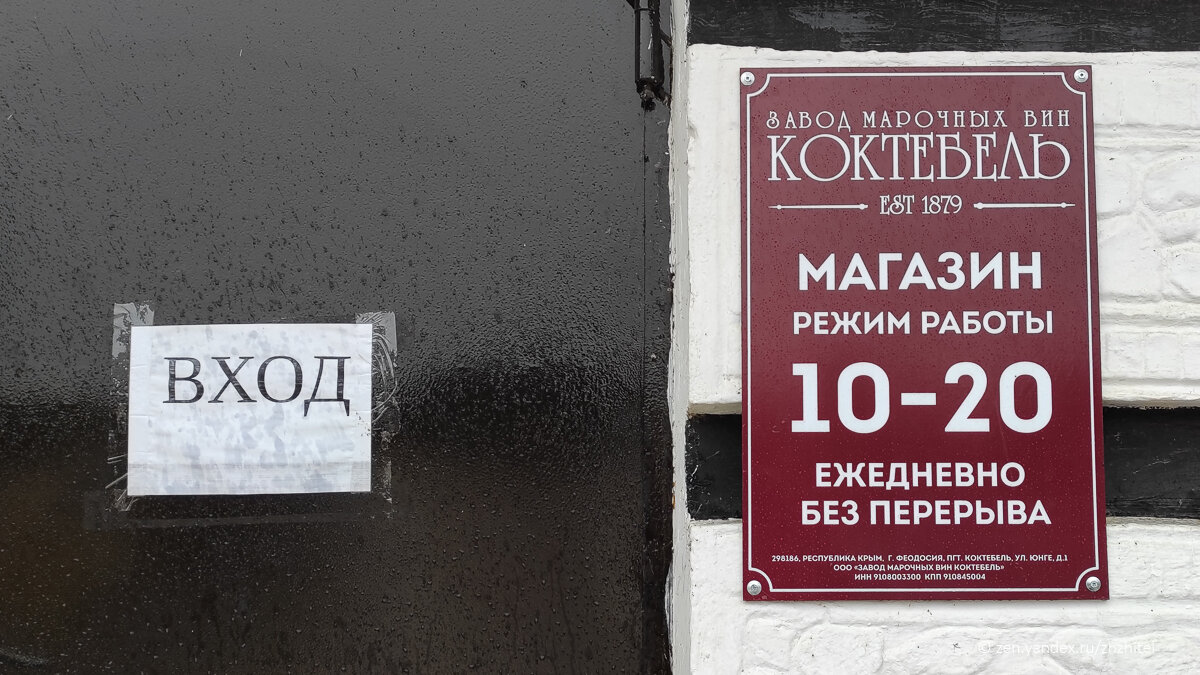 ВХОД
ЗАВОД МАРОЧНЫХ ВИН
КОКТЕБЕЛЬ
EST 1879
МАГАЗИН
РЕЖИМ РАБОТЫ
10-20
ЕЖЕДНЕВНО
БЕЗ ПЕРЕРЫВА
298186, РЕСПУБЛИКА КРЫМ, Г. ФЕОДОСИЯ, ПГТ. КОКТЕБЕЛЬ, УЛ. ЮНГЕ, Д.1
ООО «ЗАВОД МАРОЧНЫХ ВИН КОКТЕБЕЛЬ»
ИНН 9108003300 КПП 910845004
© zen.yandex.ru/zhzhitel